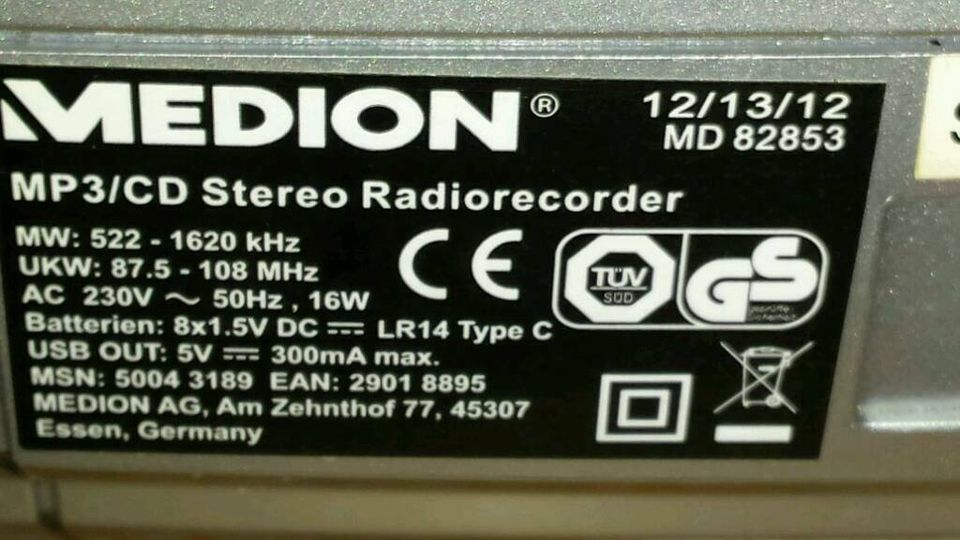 MEDION®
12/13/12
MD 82853
MP3/CD Stereo Radiorecorder
MW: 522 - 1620 kHz
UKW: 87.5 - 108 MHz
AC 230V ~ 50Hz , 16W
Batterien: 8x1.5V DC ⎓ LR14 Type C
USB OUT: 5V ⎓ 300mA max.
MSN: 5004 3189 EAN: 2901 8895
MEDION AG, Am Zehnthof 77, 45307
Essen, Germany
CE
TÜV
SÜD
GS
geprüfte
Sicherheit
S